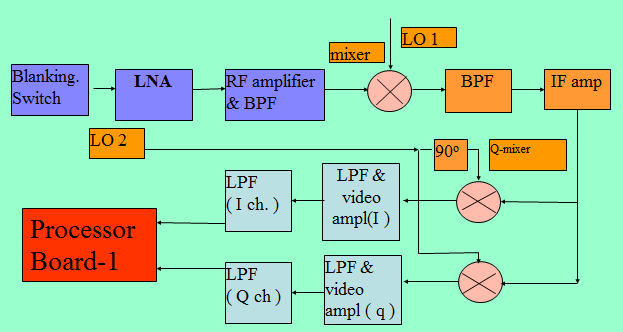 LO 1
mixer
Blanking.
Switch
LNA
RF amplifier
& BPF
BPF
IF amp
LO 2
90º
Q-mixer
LPF
( I ch. )
LPF &
video
ampl(I )
Processor
Board-1
LPF
( Q ch )
LPF &
video
ampl ( q )